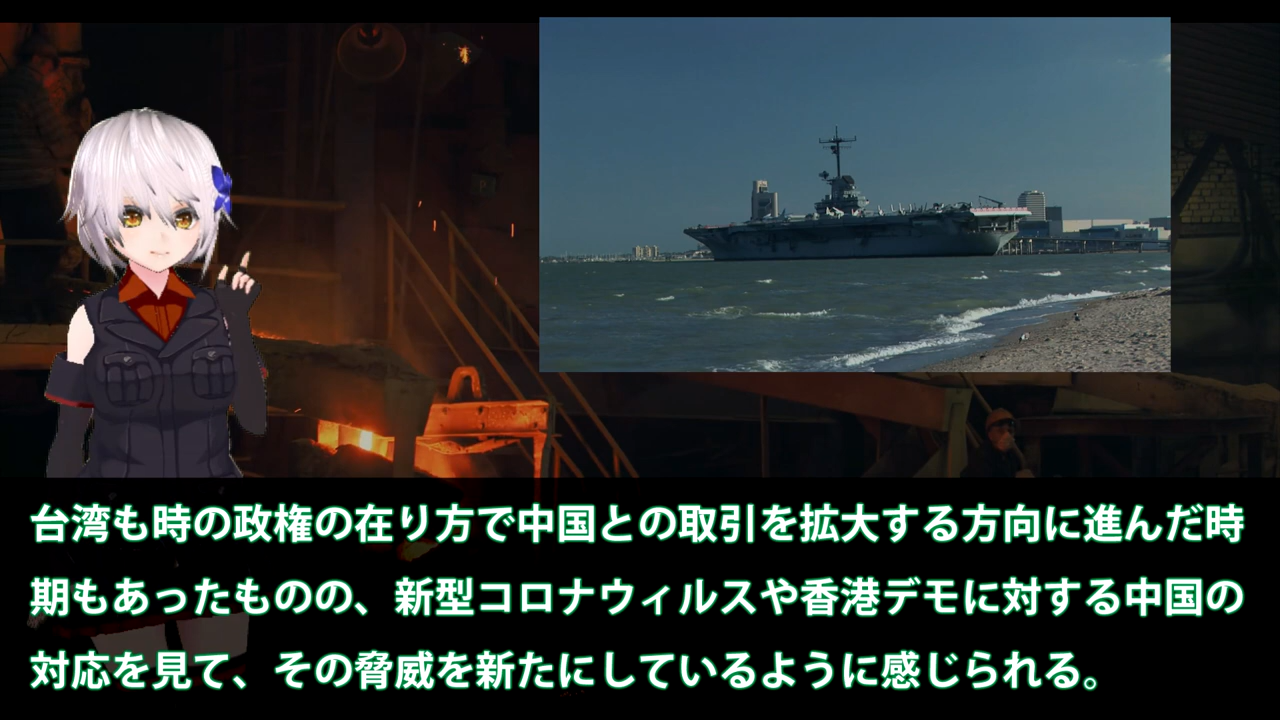 台湾も時の政権の在り方で中国との取引を拡大する方向に進んだ時
期もあったものの、新型コロナウィルスや香港デモに対する中国の
対応を見て、その脅威を新たにしているように感じられる。